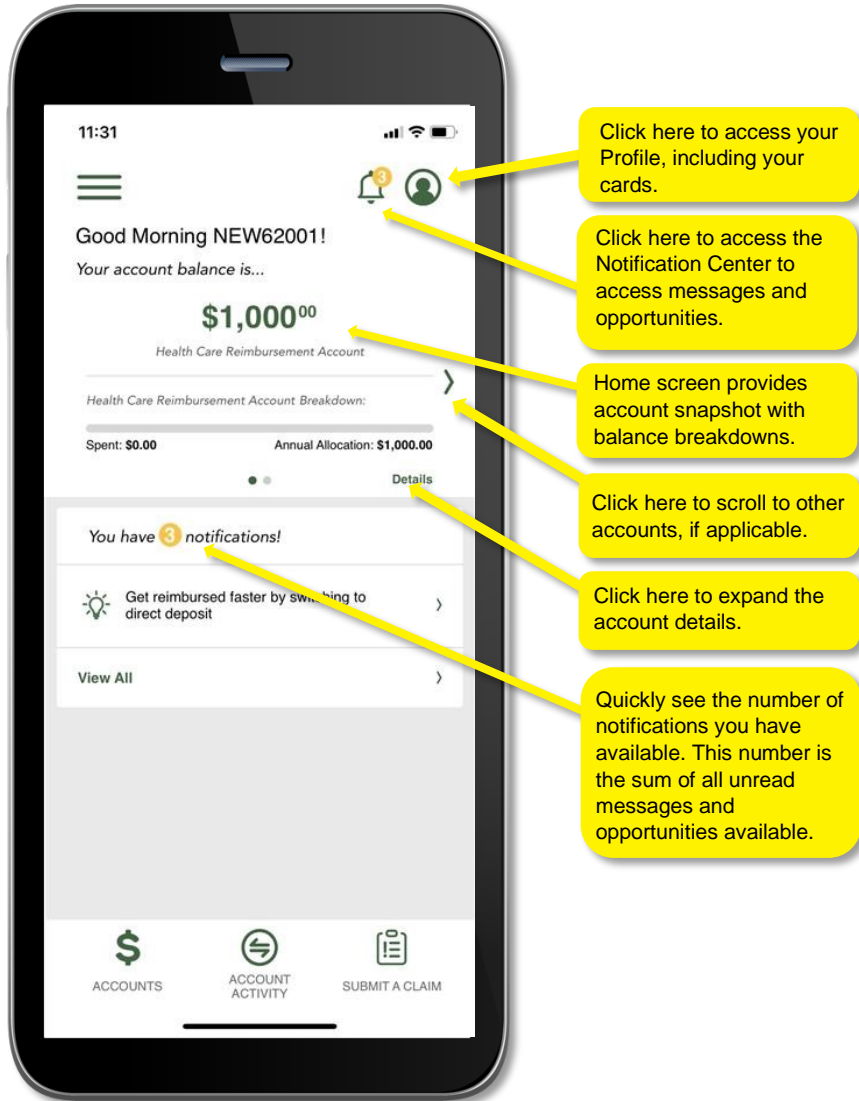 11:31
3
Good Morning NEW62001!
Your account balance is...
$1,000⁰⁰
Health Care Reimbursement Account
Health Care Reimbursement Account Breakdown:
Spent: $0.00 Annual Allocation: $1,000.00
Details
You have 3 notifications!
Get reimbursed faster by switching to
direct deposit
View All
$
ACCOUNTS
ACCOUNT
ACTIVITY
SUBMIT A CLAIM
Click here to access your
Profile, including your
cards.
Click here to access the
Notification Center to
access messages and
opportunities.
Home screen provides
account snapshot with
balance breakdowns.
Click here to scroll to other
accounts, if applicable.
Click here to expand the
account details.
Quickly see the number of
notifications you have
available. This number is
the sum of all unread
messages and
opportunities available.